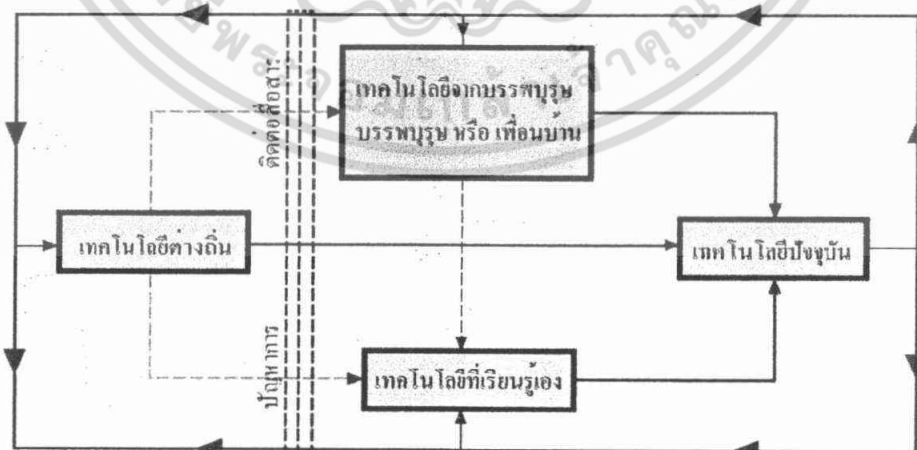 เทคโนโลยีจากบรรพบุรุษ
บรรพบุรุษ หรือ เพื่อนบ้าน
ติดต่อสื่อสาร
เทคโนโลยีต่างถิ่น
เทคโนโลยีปัจจุบัน
ปัญหาการ
เทคโนโลยีที่เรียนรู้เอง